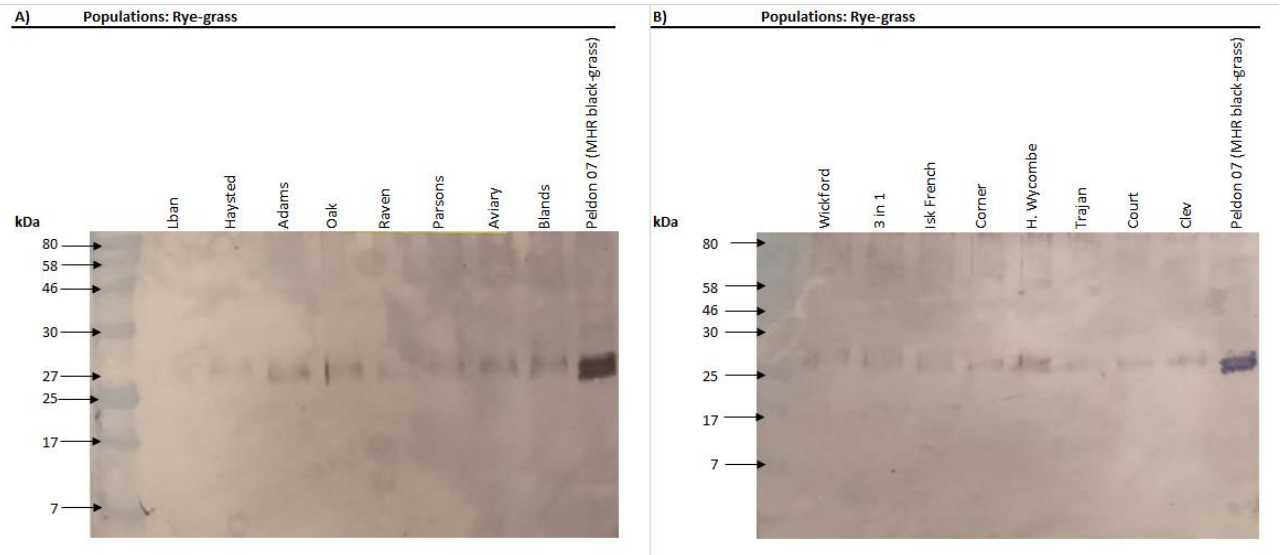 A) Populations: Rye-grass
Lban
Haysted
Adams
Oak
Raven
Parsons
Aviary
Blands
Peldon 07 (MHR black-grass)
kDa
80
58
46
30
27
25
17
7
B) Populations: Rye-grass
Wickford
3 in 1
Isk French
Corner
H. Wycombe
Trajan
Court
Clev
Peldon 07 (MHR black-grass)
kDa
80
58
46
30
25
17
7